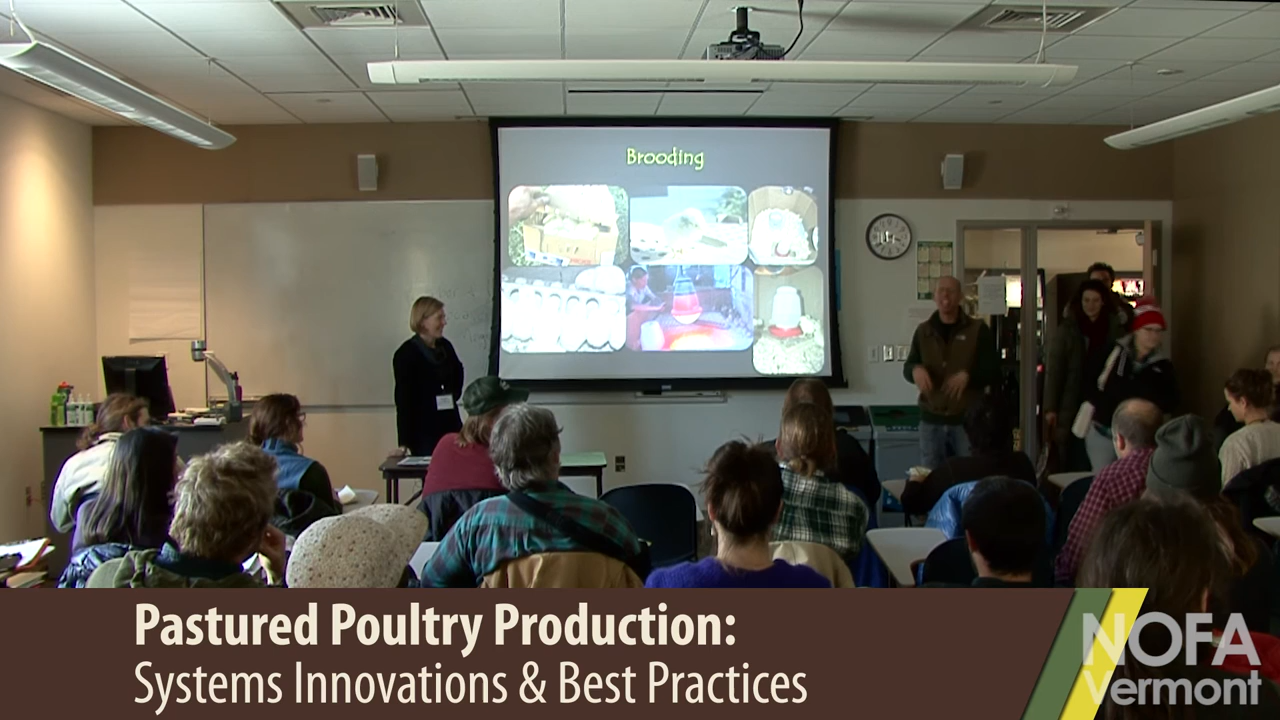 Brooding
Pastured Poultry Production:
Systems Innovations & Best Practices
NOFA
Vermont